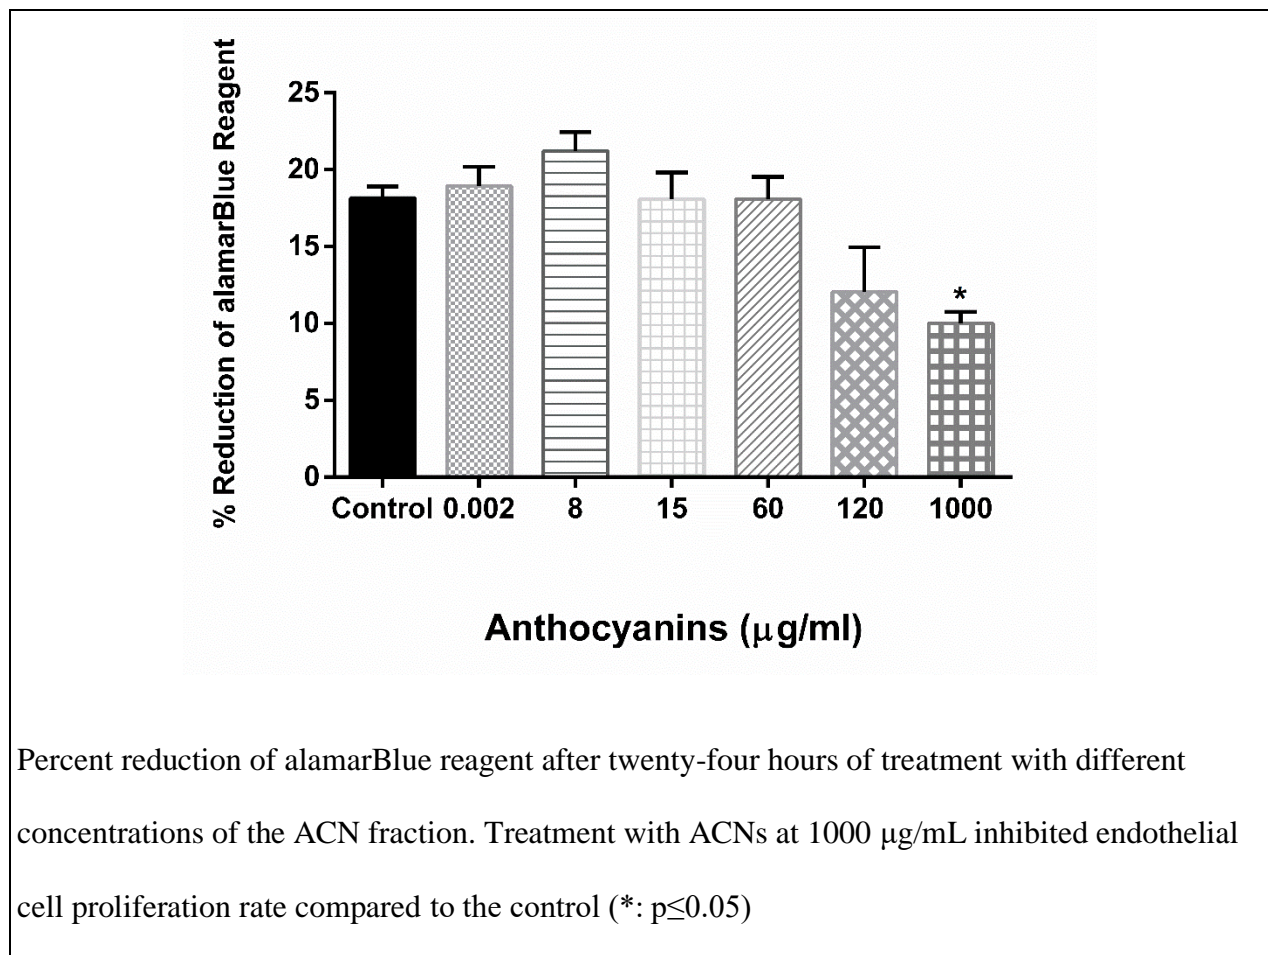 % Reduction of alamarBlue Reagent
25
20
15
10
5
0
*
Control 0.002 8 15 60 120 1000
Anthocyanins (μg/ml)
Percent reduction of alamarBlue reagent after twenty-four hours of treatment with different
concentrations of the ACN fraction. Treatment with ACNs at 1000 μg/mL inhibited endothelial
cell proliferation rate compared to the control (*: p≤0.05)